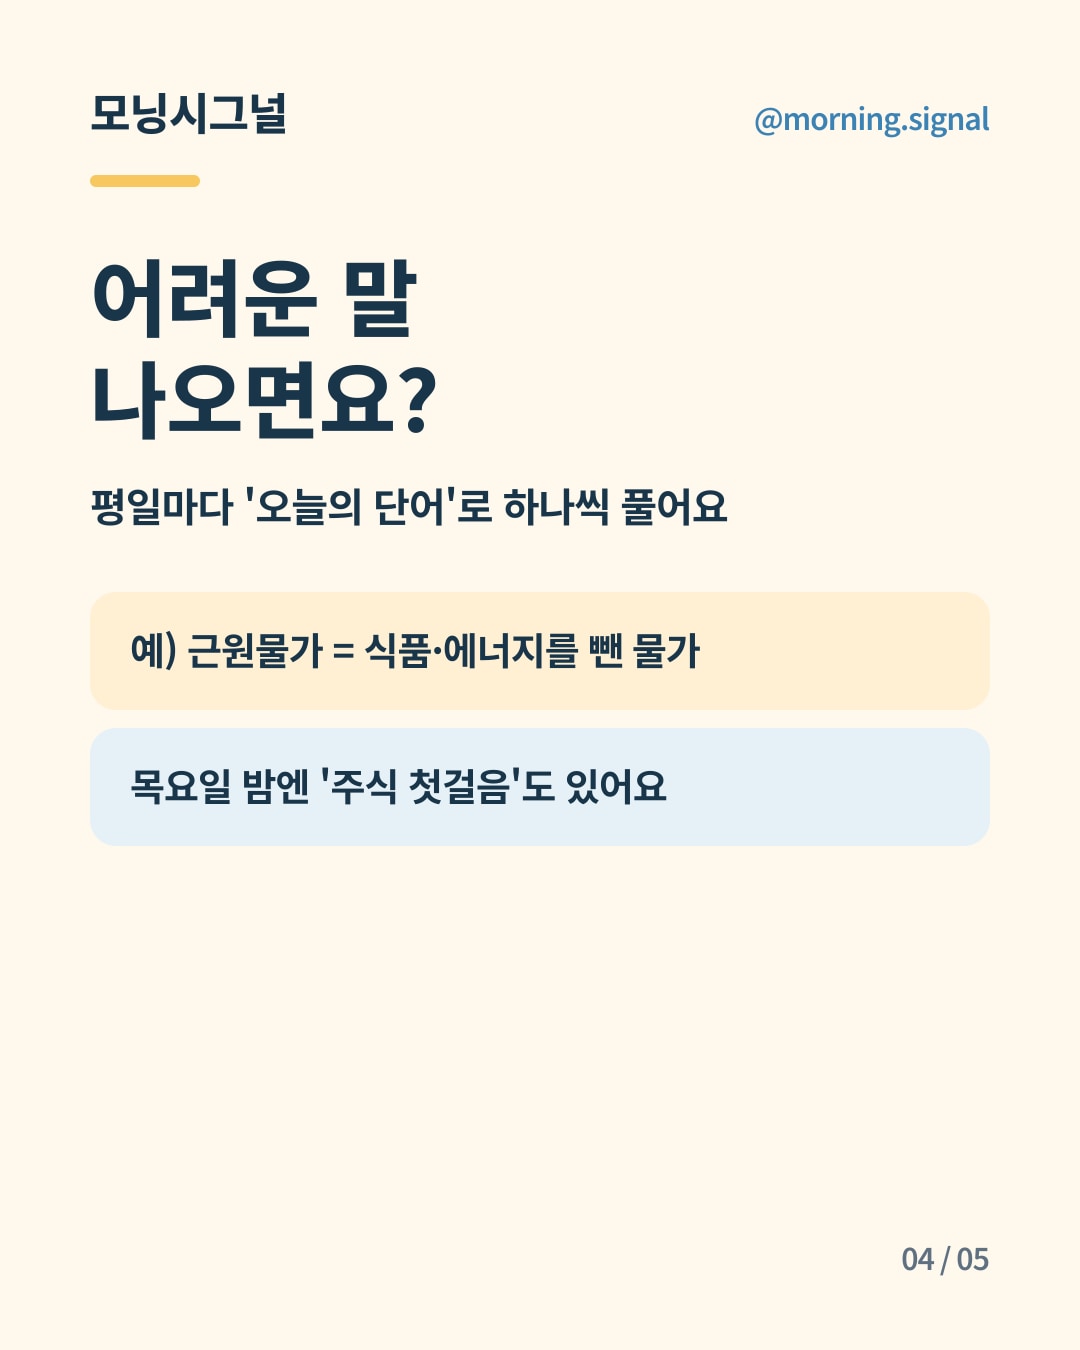 모닝시그널
@morning.signal
어려운 말
나오면요?
평일마다 '오늘의 단어'로 하나씩 풀어요
예) 근원물가 = 식품·에너지를 뺀 물가
목요일 밤엔 '주식 첫걸음'도 있어요
04 / 05